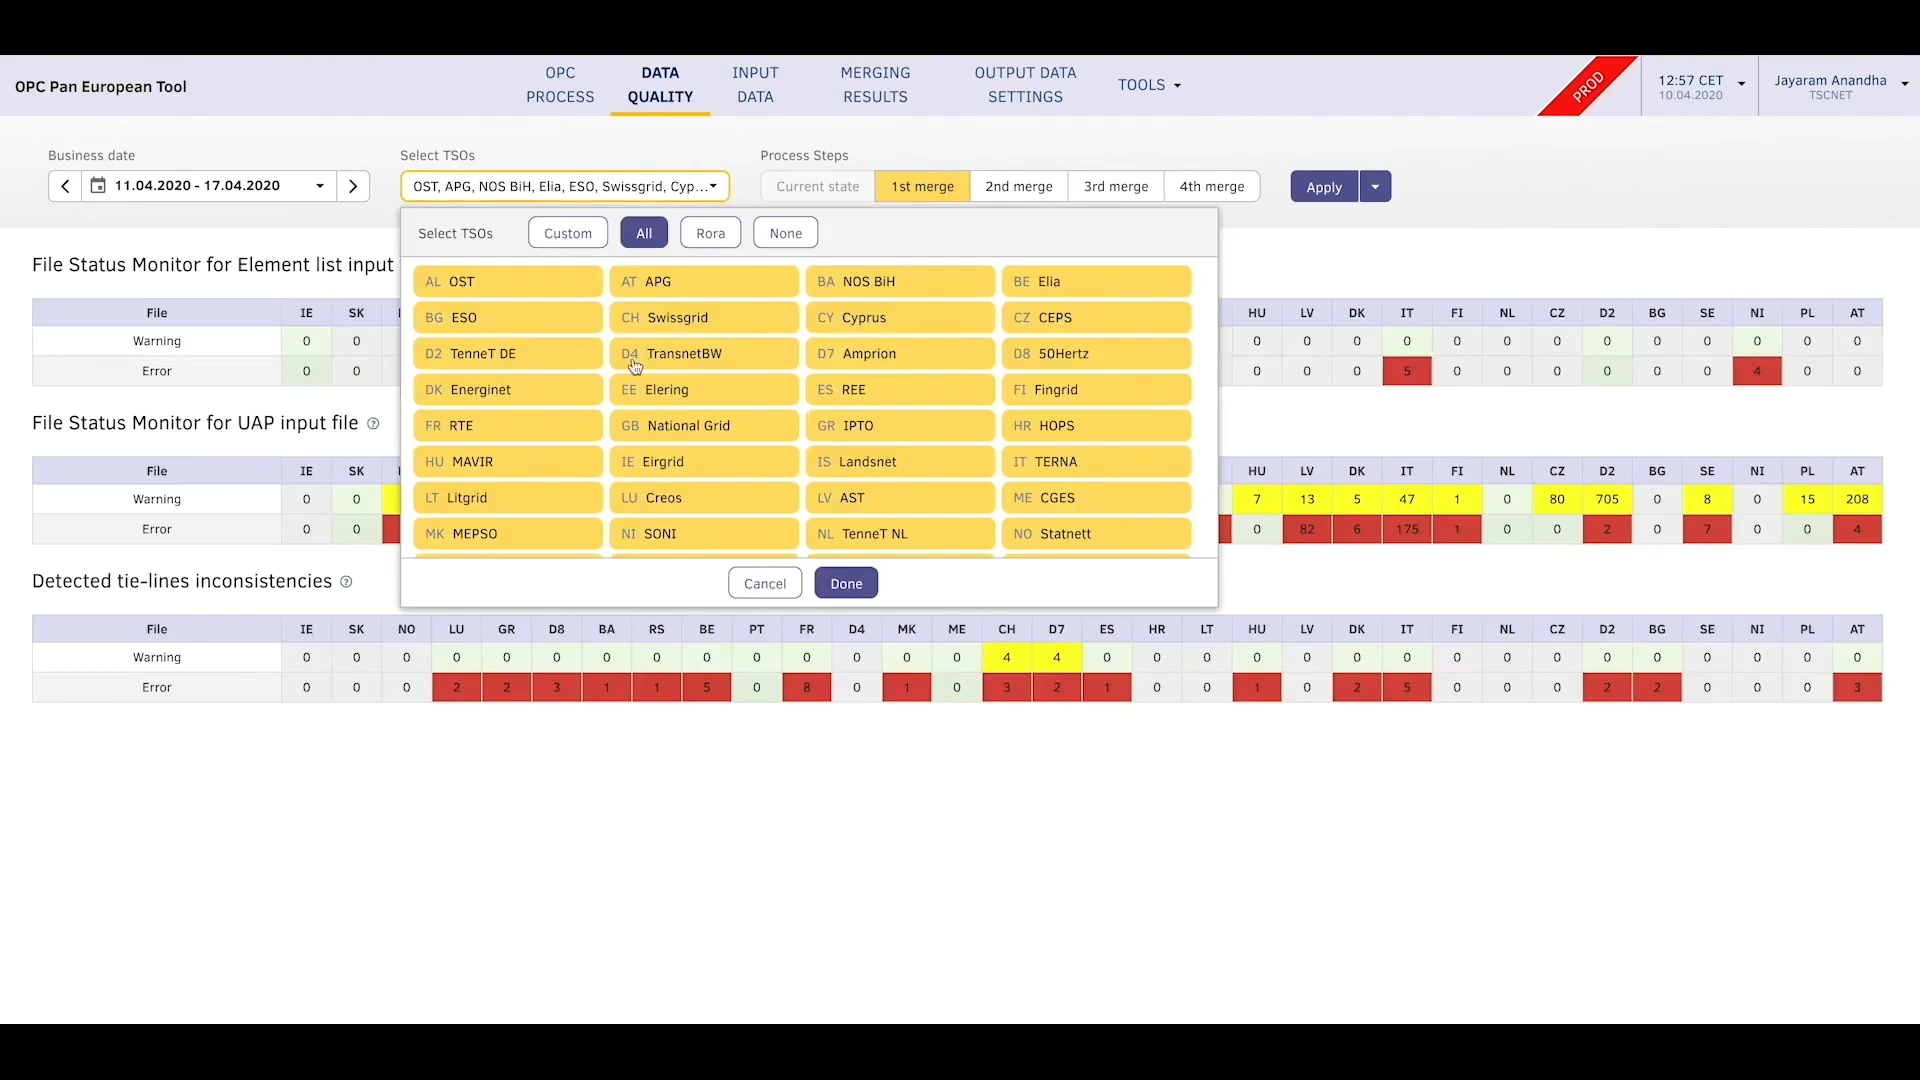 OPC Pan European Tool
OPC PROCESS
DATA QUALITY
INPUT DATA
MERGING RESULTS
OUTPUT DATA SETTINGS
TOOLS
PROD
12:57 CET
10.04.2020
Jayaram Anandha
TSCNET
Business date
Select TSOs
Process Steps
11.04.2020 - 17.04.2020
OST, APG, NOS BiH, Elia, ESO, Swissgrid, Cyp...
Current state 1st merge 2nd merge 3rd merge 4th merge
Apply
Select TSOs Custom All Rora None
AL OST AT APG BA NOS BiH BE Elia
BG ESO CH Swissgrid CY Cyprus CZ CEPS
D2 TenneT DE D4 TransnetBW D7 Amprion D8 50Hertz
DK Energinet EE Elering ES REE FI Fingrid
FR RTE GB National Grid GR IPTO HR HOPS
HU MAVIR IE Eirgrid IS Landsnet IT TERNA
LT Litgrid LU Creos LV AST ME CGES
MK MEPSO NI SONI NL TenneT NL NO Statnett
Cancel Done
File Status Monitor for Element list input
File IE SK HU LV DK IT FI NL CZ D2 BG SE NI PL AT
Warning 0 0 0 0 0 0 0 0 0 0 0 0 0 0 0
Error 0 0 0 0 0 5 0 0 0 0 0 0 4 0 0
File Status Monitor for UAP input file ?
File IE SK HU LV DK IT FI NL CZ D2 BG SE NI PL AT
Warning 0 0 7 13 5 47 1 0 80 705 0 8 0 15 208
Error 0 0 0 82 6 175 1 0 0 2 0 7 0 0 4
Detected tie-lines inconsistencies ?
File IE SK NO LU GR D8 BA RS BE PT FR D4 MK ME CH D7 ES HR LT HU LV DK IT FI NL CZ D2 BG SE NI PL AT
Warning 0 0 0 0 0 0 0 0 0 0 0 0 0 0 4 4 0 0 0 0 0 0 0 0 0 0 0 0 0 0 0 0
Error 0 0 0 2 2 3 1 1 5 0 8 0 1 0 3 2 1 0 0 1 0 2 5 0 0 0 2 2 0 0 0 3